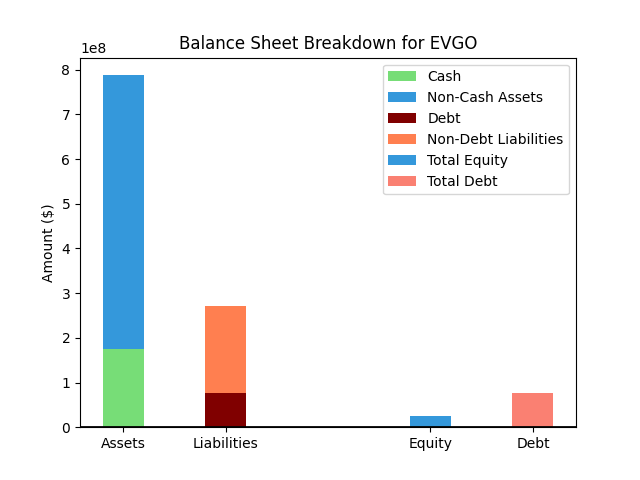 Balance Sheet Breakdown for EVGO
1e8
8
7
6
5
4
3
2
1
0
Amount ($)
Cash
Non-Cash Assets
Debt
Non-Debt Liabilities
Total Equity
Total Debt
Assets Liabilities Equity Debt